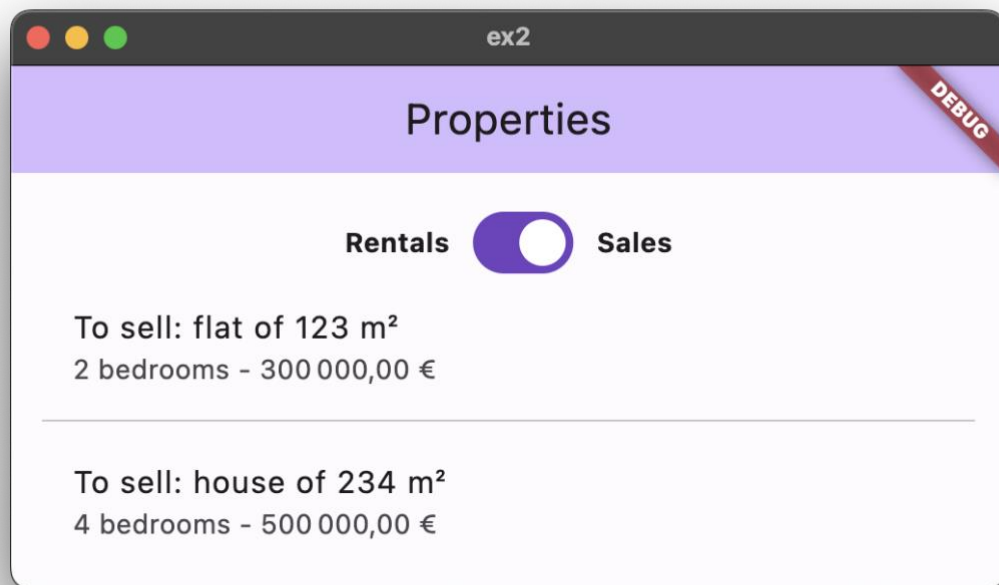 ex2
Properties
DEBUG
Rentals Sales
To sell: flat of 123 m²
2 bedrooms - 300 000,00 €
To sell: house of 234 m²
4 bedrooms - 500 000,00 €